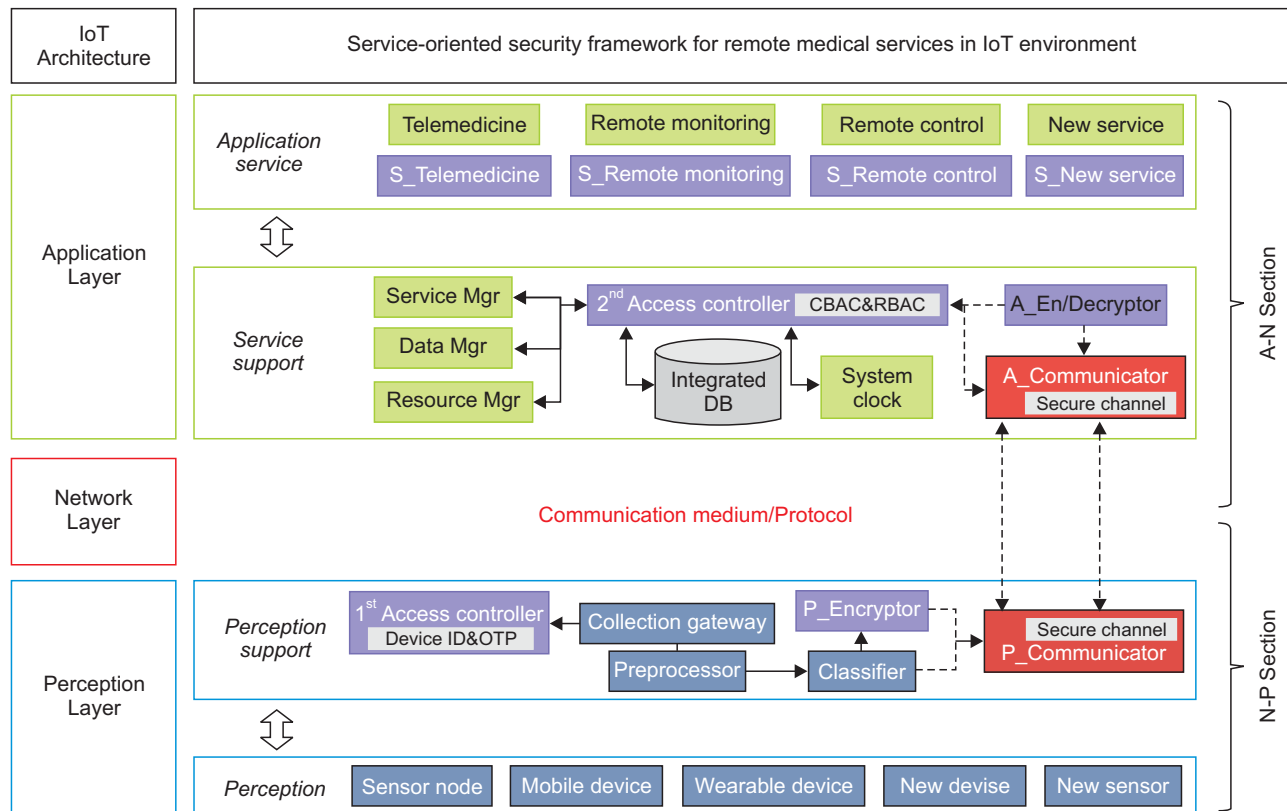 IoT
Architecture
Service-oriented security framework for remote medical services in IoT environment
Application
Layer
Application
service
Telemedicine
Remote monitoring
Remote control
New service
S_Telemedicine
S_Remote monitoring
S_Remote control
S_New service
Service
support
Service Mgr
Data Mgr
Resource Mgr
2nd Access controller
CBAC&RBAC
Integrated
DB
System
clock
A_En/Decryptor
A_Communicator
Secure channel
A-N Section
Network
Layer
Communication medium/Protocol
Perception
Layer
Perception
support
1st Access controller
Device ID&OTP
Collection gateway
Preprocessor
P_Encryptor
Classifier
Secure channel
P_Communicator
N-P Section
Perception
Sensor node
Mobile device
Wearable device
New devise
New sensor